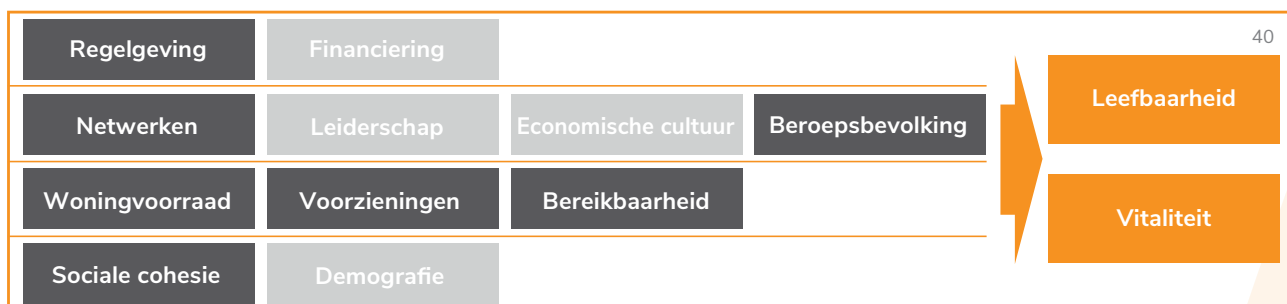 Regelgeving
Financiering
40
Netwerken
Leiderschap
Economische cultuur
Beroepsbevolking
Leefbaarheid
Woningvoorraad
Voorzieningen
Bereikbaarheid
Vitaliteit
Sociale cohesie
Demografie